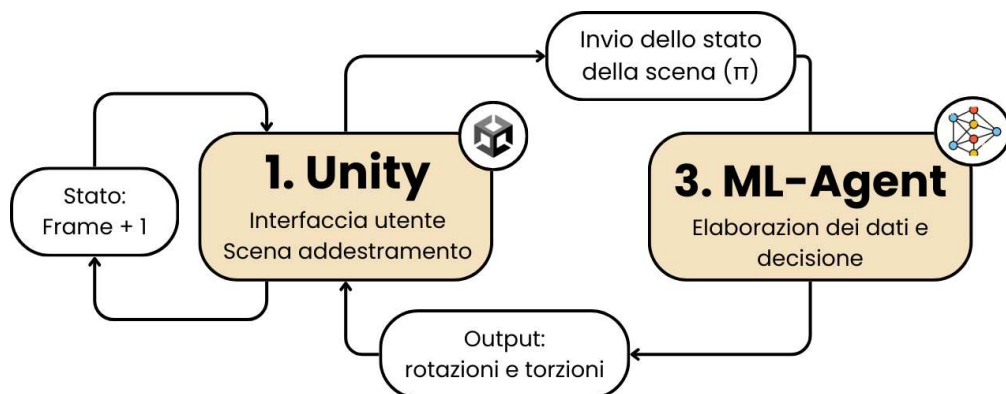 Invio dello stato
della scena (π)
1. Unity
Interfaccia utente
Scena addestramento
3. ML-Agent
Elaborazion dei dati e
decisione
Stato:
Frame + 1
Output:
rotazioni e torzioni